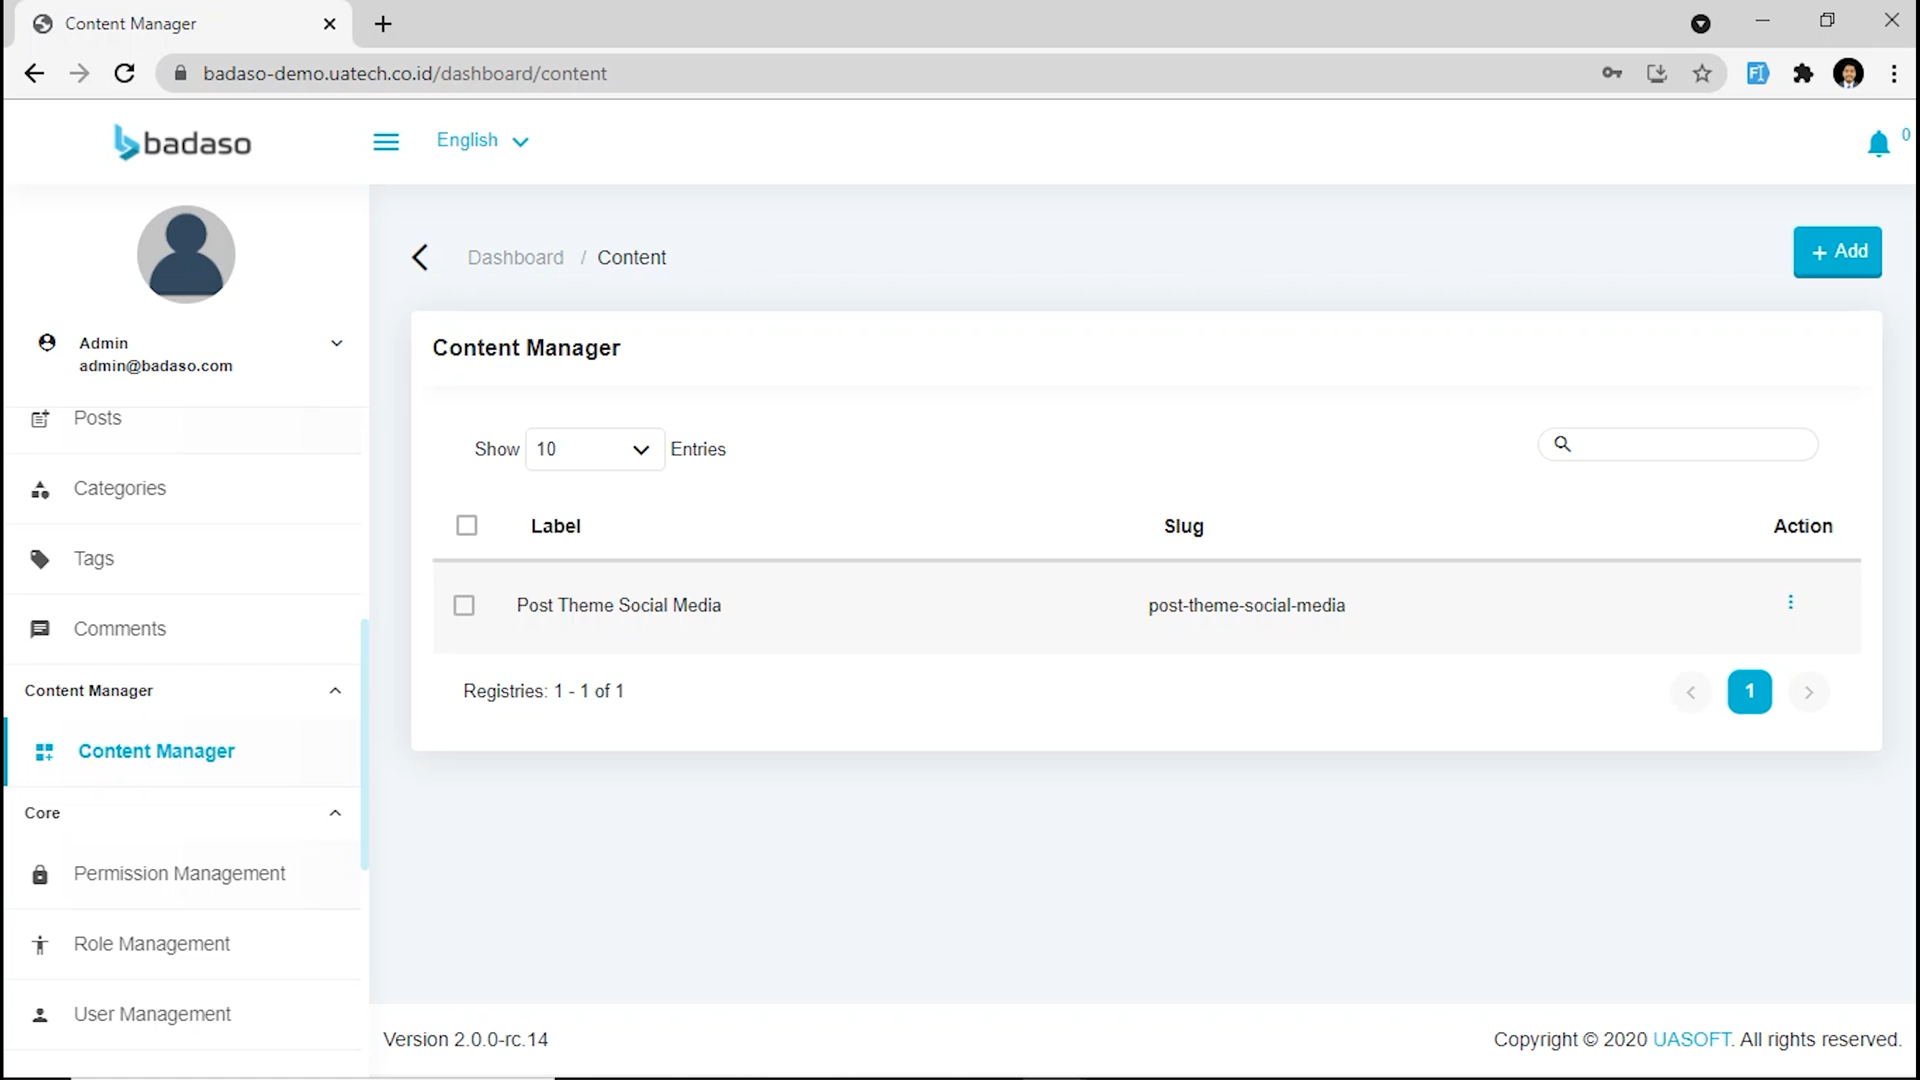 Content Manager
badaso-demo.uatech.co.id/dashboard/content
badaso
English
0
Admin
admin@badaso.com
Posts
Categories
Tags
Comments
Content Manager
Content Manager
Core
Permission Management
Role Management
User Management
Dashboard / Content
+ Add
Content Manager
Show 10 Entries
Label Slug Action
Post Theme Social Media post-theme-social-media
Registries: 1 - 1 of 1
1
Version 2.0.0-rc.14
Copyright © 2020 UASOFT. All rights reserved.